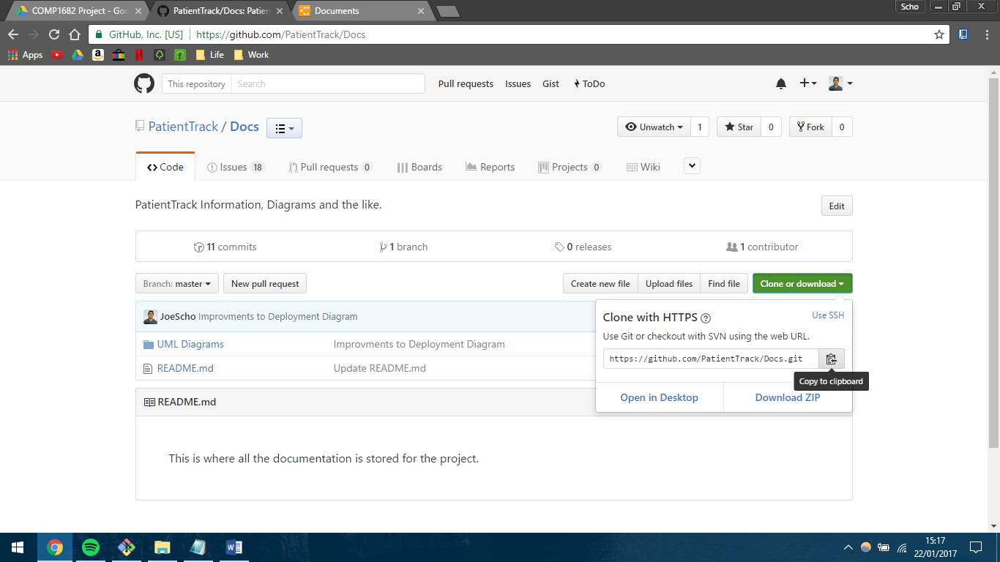 COMP1682 Project - Goo
PatientTrack/Docs: Patien
Documents
Scho
GitHub, Inc. [US]
https://github.com/PatientTrack/Docs
Apps
Life
Work
This repository
Search
Pull requests
Issues
Gist
ToDo
PatientTrack / Docs
Unwatch
1
Star
0
Fork
0
Code
Issues 18
Pull requests 0
Boards
Reports
Projects 0
Wiki
PatientTrack Information, Diagrams and the like.
Edit
11 commits
1 branch
0 releases
1 contributor
Branch: master
New pull request
Create new file
Upload files
Find file
Clone or download
JoeScho Improvments to Deployment Diagram
Clone with HTTPS
Use SSH
Use Git or checkout with SVN using the web URL.
https://github.com/PatientTrack/Docs.git
Copy to clipboard
Open in Desktop
Download ZIP
UML Diagrams
Improvments to Deployment Diagram
README.md
Update README.md
README.md
This is where all the documentation is stored for the project.
15:17
22/01/2017